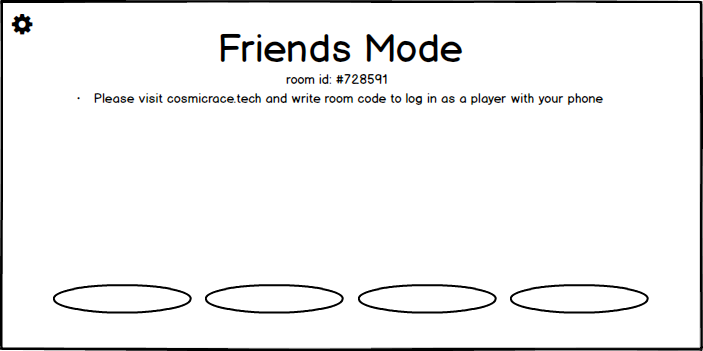 Friends Mode
room id: #728591
· Please visit cosmicrace.tech and write room code to log in as a player with your phone